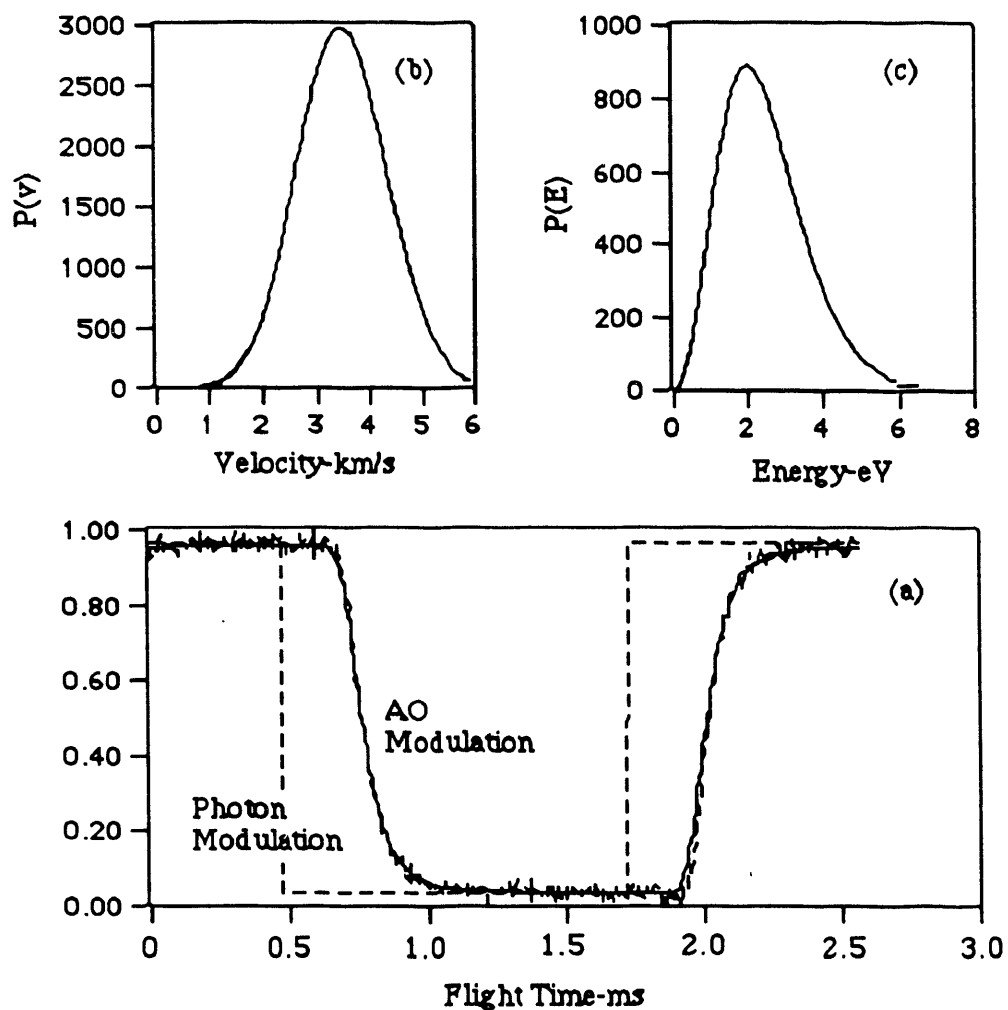 (b)
P(v)
3000
2500
2000
1500
1000
500
0
0 1 2 3 4 5 6
Velocity-km/s
(c)
P(E)
1000
800
600
400
200
0
0 2 4 6 8
Energy-eV
(a)
1.00
0.80
0.60
0.40
0.20
0.00
AO
Modulation
Photon
Modulation
0 0.5 1.0 1.5 2.0 2.5 3.0
Flight Time-ms